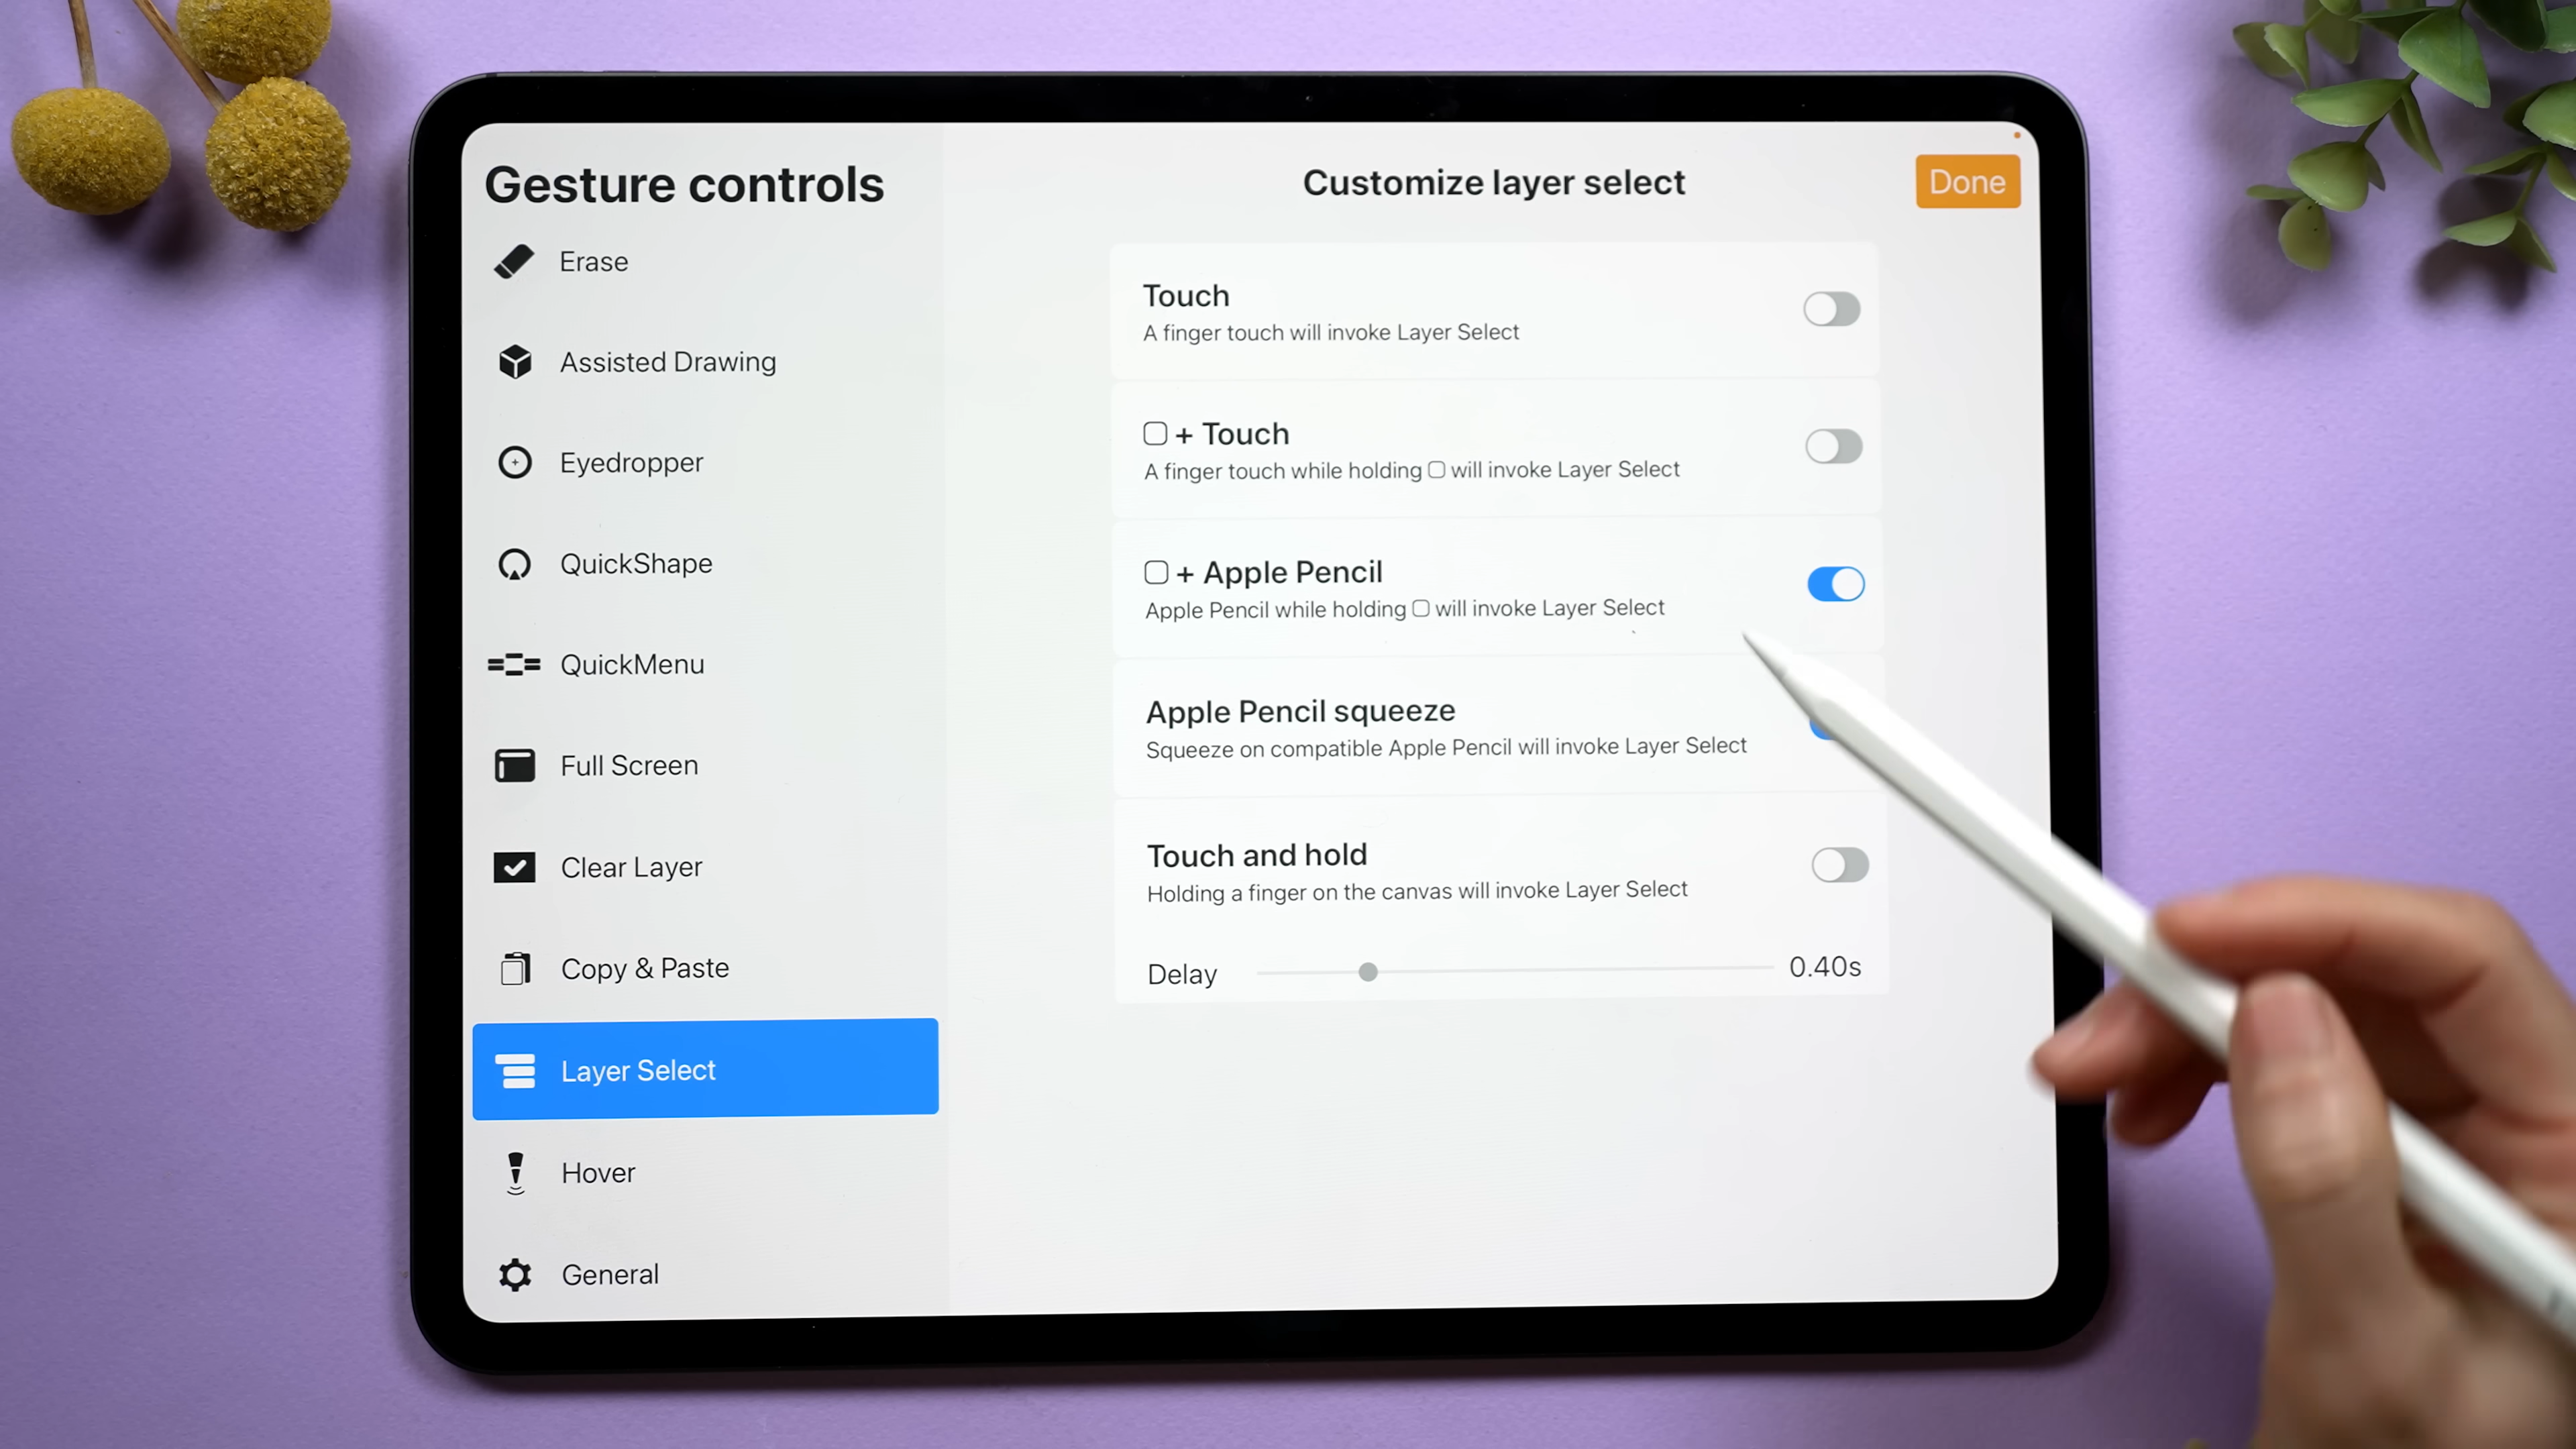 Gesture controls
Erase
Assisted Drawing
Eyedropper
QuickShape
QuickMenu
Full Screen
Clear Layer
Copy & Paste
Layer Select
Hover
General
Customize layer select
Done
Touch
A finger touch will invoke Layer Select
▢ + Touch
A finger touch while holding ▢ will invoke Layer Select
▢ + Apple Pencil
Apple Pencil while holding ▢ will invoke Layer Select
Apple Pencil squeeze
Squeeze on compatible Apple Pencil will invoke Layer Select
Touch and hold
Holding a finger on the canvas will invoke Layer Select
Delay 0.40s